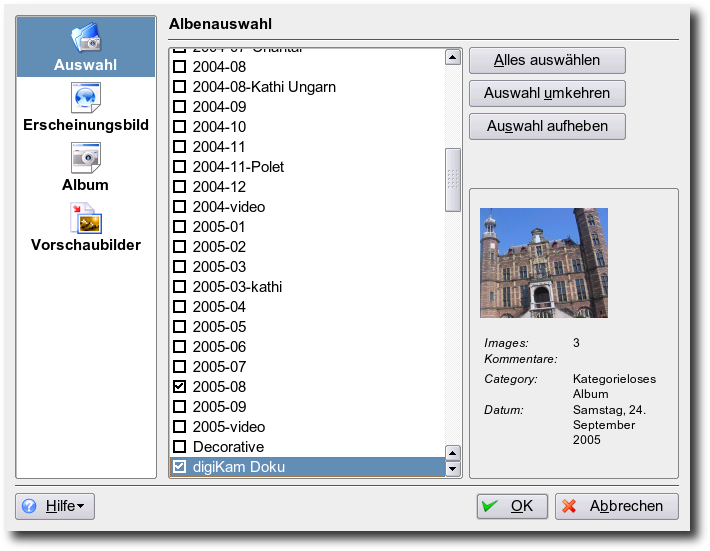 Albenauswahl
Auswahl
Erscheinungsbild
Album
Vorschaubilder
2004-07-Chantal
2004-08
2004-08-Kathi Ungarn
2004-09
2004-10
2004-11
2004-11-Polet
2004-12
2004-video
2005-01
2005-02
2005-03
2005-03-kathi
2005-04
2005-05
2005-06
2005-07
2005-08
2005-09
2005-video
Decorative
digiKam Doku
Alles auswählen
Auswahl umkehren
Auswahl aufheben
Images: 3
Kommentare:
Category: Kategorieloses
Album
Datum: Samstag, 24.
September
2005
Hilfe
OK
Abbrechen